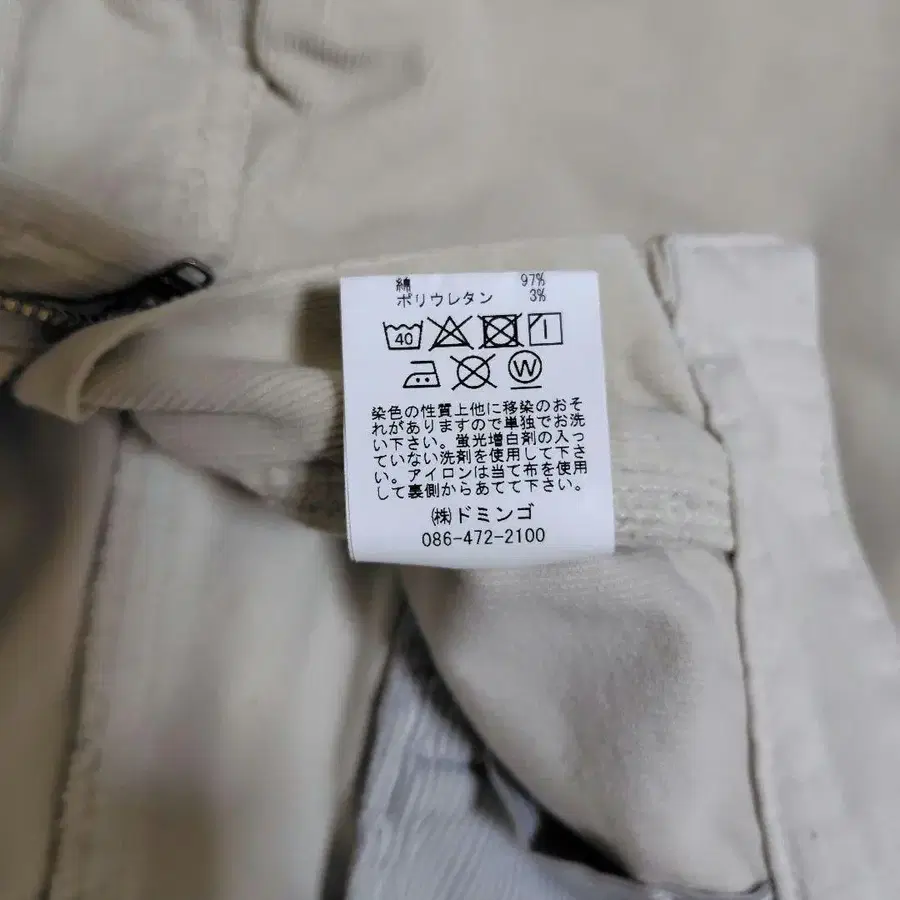 綿 97%
ポリウレタン 3%
40
W
染色の性質上他に移染のおそ
れがありますので単独でお洗
い下さい。蛍光増白剤の入っ
ていない洗剤を使用して下さ
い。アイロンは当て布を使用
して裏側からあてて下さい。
㈱ドミンゴ
086-472-2100